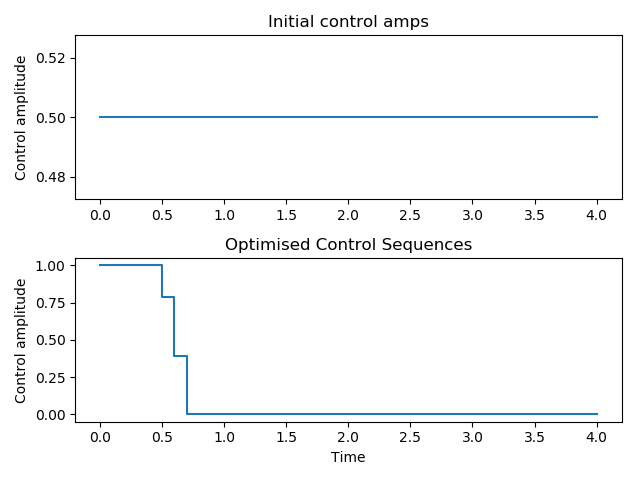 Initial control amps
Control amplitude
0.52
0.50
0.48
0.0 0.5 1.0 1.5 2.0 2.5 3.0 3.5 4.0
Optimised Control Sequences
Control amplitude
1.00
0.75
0.50
0.25
0.00
0.0 0.5 1.0 1.5 2.0 2.5 3.0 3.5 4.0
Time